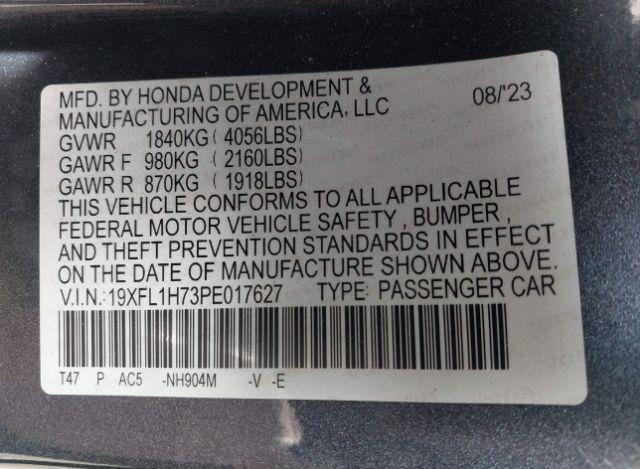 MFD. BY HONDA DEVELOPMENT &
MANUFACTURING OF AMERICA, LLC 08/'23
GVWR 1840KG ( 4056LBS)
GAWR F 980KG ( 2160LBS)
GAWR R 870KG ( 1918LBS)
THIS VEHICLE CONFORMS TO ALL APPLICABLE
FEDERAL MOTOR VEHICLE SAFETY , BUMPER ,
AND THEFT PREVENTION STANDARDS IN EFFECT
ON THE DATE OF MANUFACTURE SHOWN ABOVE.
V.I.N.:19XFL1H73PE017627 TYPE: PASSENGER CAR
T47 P AC5 -NH904M -V -E